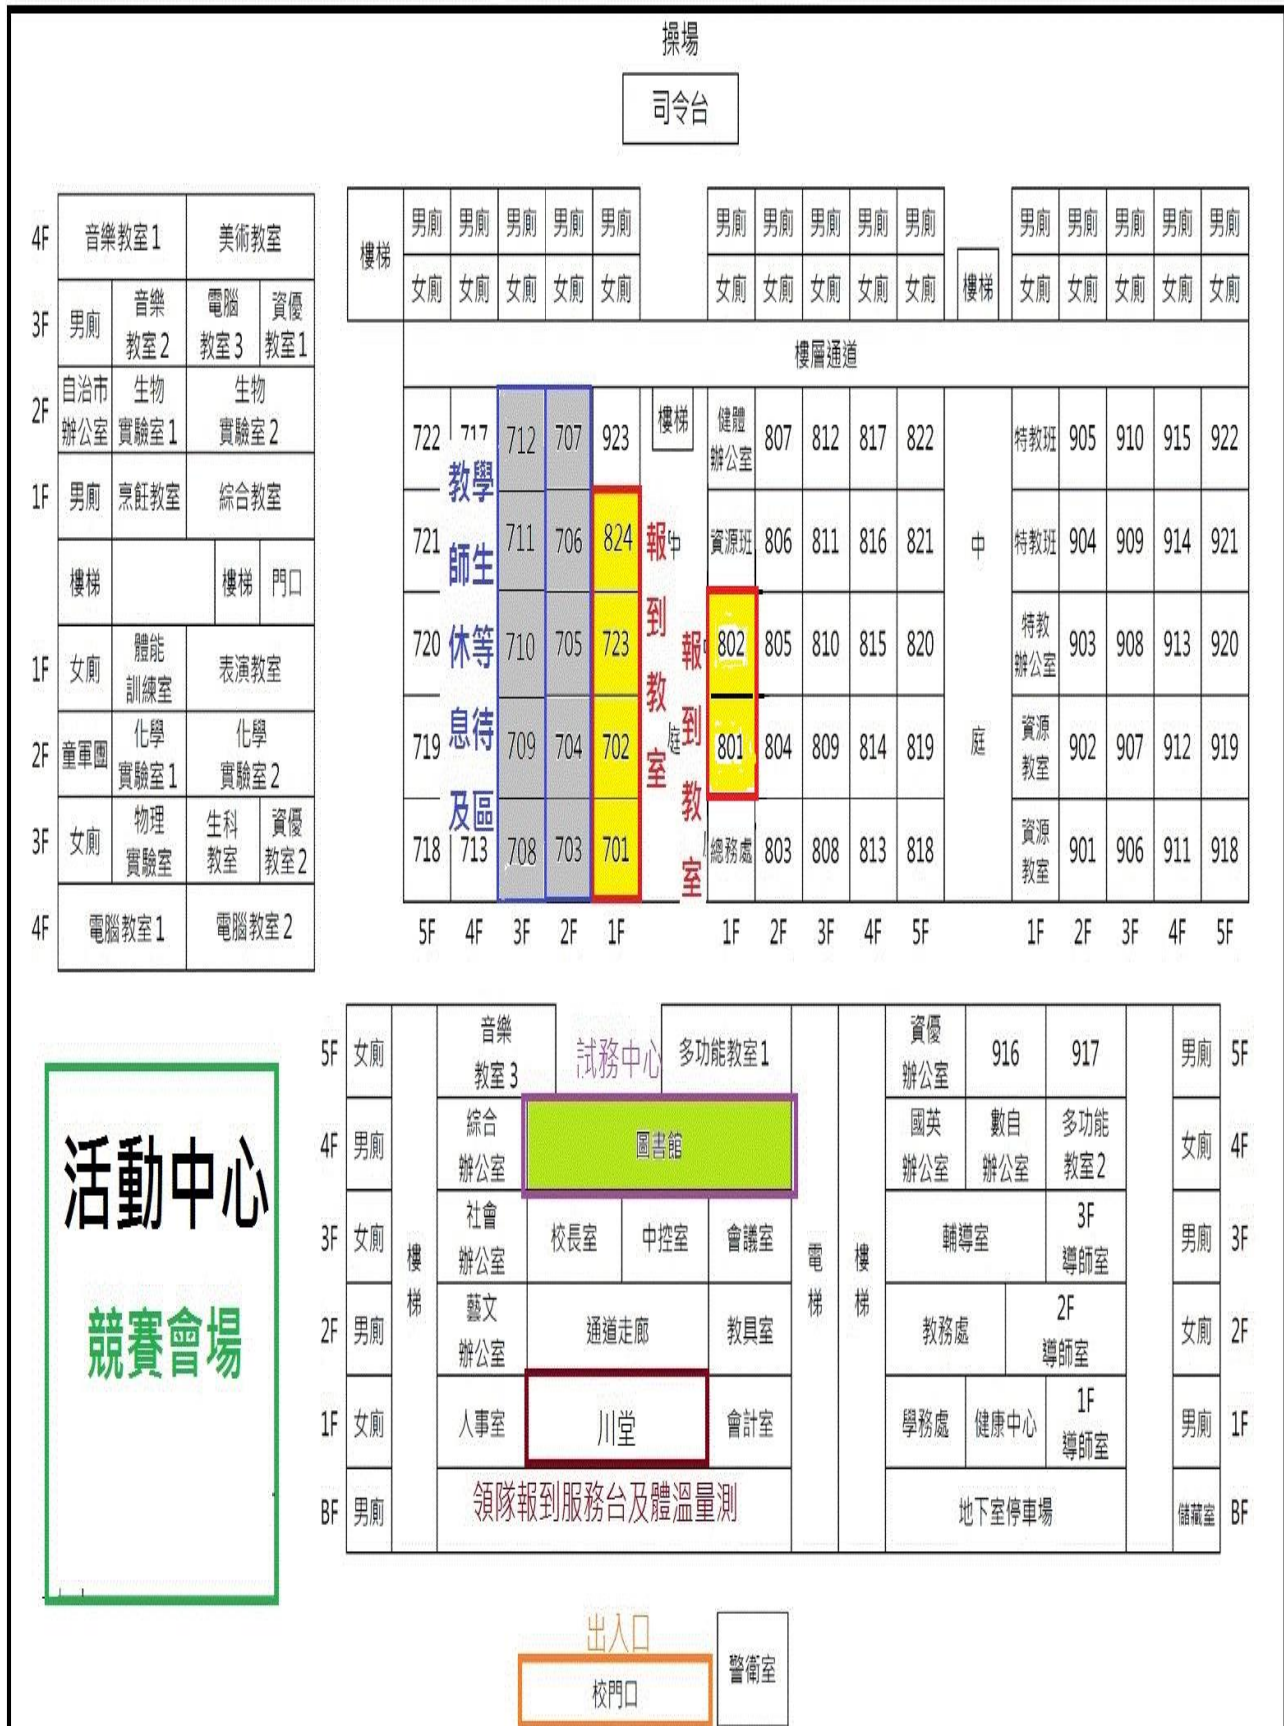 操場
司令台
4F 音樂教室1 美術教室
3F 男廁 音樂教室2 電腦教室3 資優教室1
2F 自治市辦公室 生物實驗室1 生物實驗室2
1F 男廁 烹飪教室 綜合教室
樓梯 樓梯 門口
1F 女廁 體能訓練室 表演教室
2F 童軍團 化學實驗室1 化學實驗室2
3F 女廁 物理實驗室 生科教室 資優教室2
4F 電腦教室1 電腦教室2
樓梯 男廁 男廁 男廁 男廁 男廁 男廁 男廁 男廁 男廁 男廁 男廁 男廁 男廁 男廁 男廁
女廁 女廁 女廁 女廁 女廁 女廁 女廁 女廁 女廁 女廁 樓梯 女廁 女廁 女廁 女廁 女廁
樓層通道
722 717 712 707 923 樓梯 健體辦公室 807 812 817 822 特教班 905 910 915 922
721 711 706 824 中 資源班 806 811 816 821 中 特教班 904 909 914 921
720 710 705 723 802 805 810 815 820 特教辦公室 903 908 913 920
719 709 704 702 庭 801 804 809 814 819 庭 資源教室 902 907 912 919
718 713 708 703 701 總務處 803 808 813 818 資源教室 901 906 911 918
5F 4F 3F 2F 1F 1F 2F 3F 4F 5F 1F 2F 3F 4F 5F
教學
師生
休等
息待
及區
報到教室
報到教室
5F 女廁 音樂教室3 試務中心 多功能教室1 資優辦公室 916 917 男廁 5F
4F 男廁 綜合辦公室 圖書館 國英辦公室 數自辦公室 多功能教室2 女廁 4F
3F 女廁 社會辦公室 校長室 中控室 會議室 輔導室 3F導師室 男廁 3F
樓梯 電梯 樓梯
2F 男廁 藝文辦公室 通道走廊 教具室 教務處 2F導師室 女廁 2F
1F 女廁 人事室 川堂 會計室 學務處 健康中心 1F導師室 男廁 1F
BF 男廁 領隊報到服務台及體溫量測 地下室停車場 儲藏室 BF
活動中心
競賽會場
出入口
校門口
警衛室